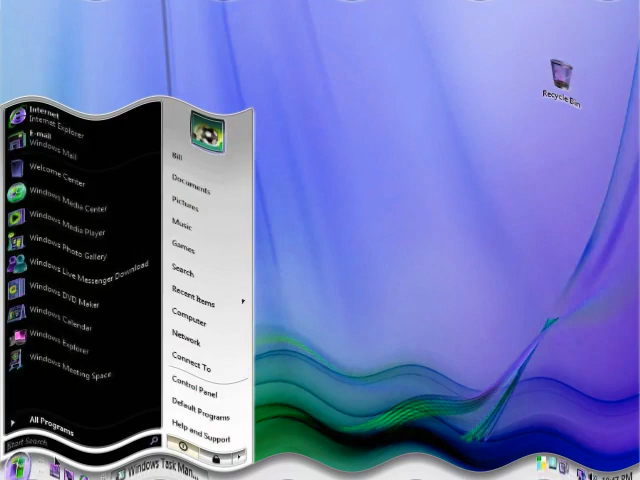 Recycle Bin
Internet
Internet Explorer
E-mail
Windows Mail
Welcome Center
Windows Media Center
Windows Media Player
Windows Photo Gallery
Windows Live Messenger Download
Windows DVD Maker
Windows Calendar
Windows Explorer
Windows Meeting Space
All Programs
Start Search
Bill
Documents
Pictures
Music
Games
Search
Recent Items
Computer
Network
Connect To
Control Panel
Default Programs
Help and Support
Windows Task Man...
10:47 PM